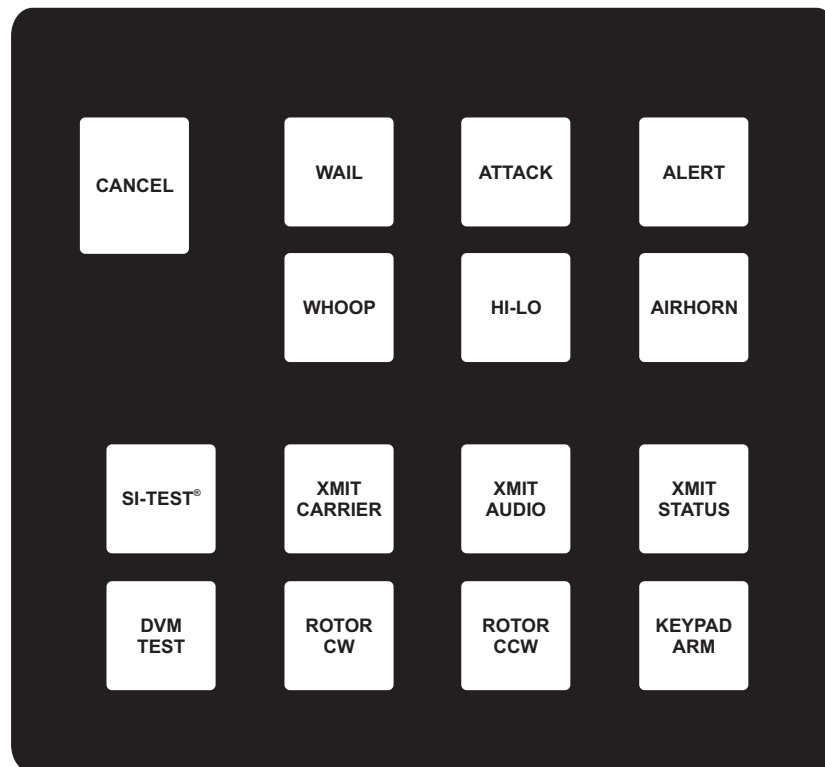 CANCEL
WAIL
ATTACK
ALERT
WHOOP
HI-LO
AIRHORN
SI-TEST®
XMIT
CARRIER
XMIT
AUDIO
XMIT
STATUS
DVM
TEST
ROTOR
CW
ROTOR
CCW
KEYPAD
ARM